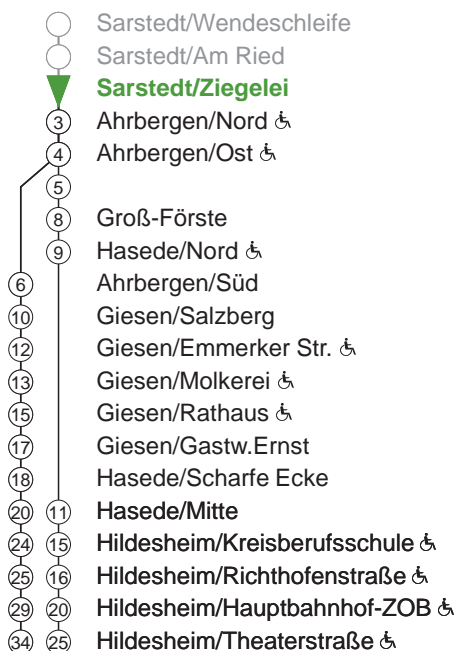 Sarstedt/Wendeschleife
Sarstedt/Am Ried
Sarstedt/Ziegelei
3 Ahrbergen/Nord
4 Ahrbergen/Ost
5
8 Groß-Förste
9 Hasede/Nord
6 Ahrbergen/Süd
10 Giesen/Salzberg
12 Giesen/Emmerker Str.
13 Giesen/Molkerei
15 Giesen/Rathaus
17 Giesen/Gastw.Ernst
18 Hasede/Scharfe Ecke
20 11 Hasede/Mitte
24 15 Hildesheim/Kreisberufsschule
25 16 Hildesheim/Richthofenstraße
29 20 Hildesheim/Hauptbahnhof-ZOB
34 25 Hildesheim/Theaterstraße